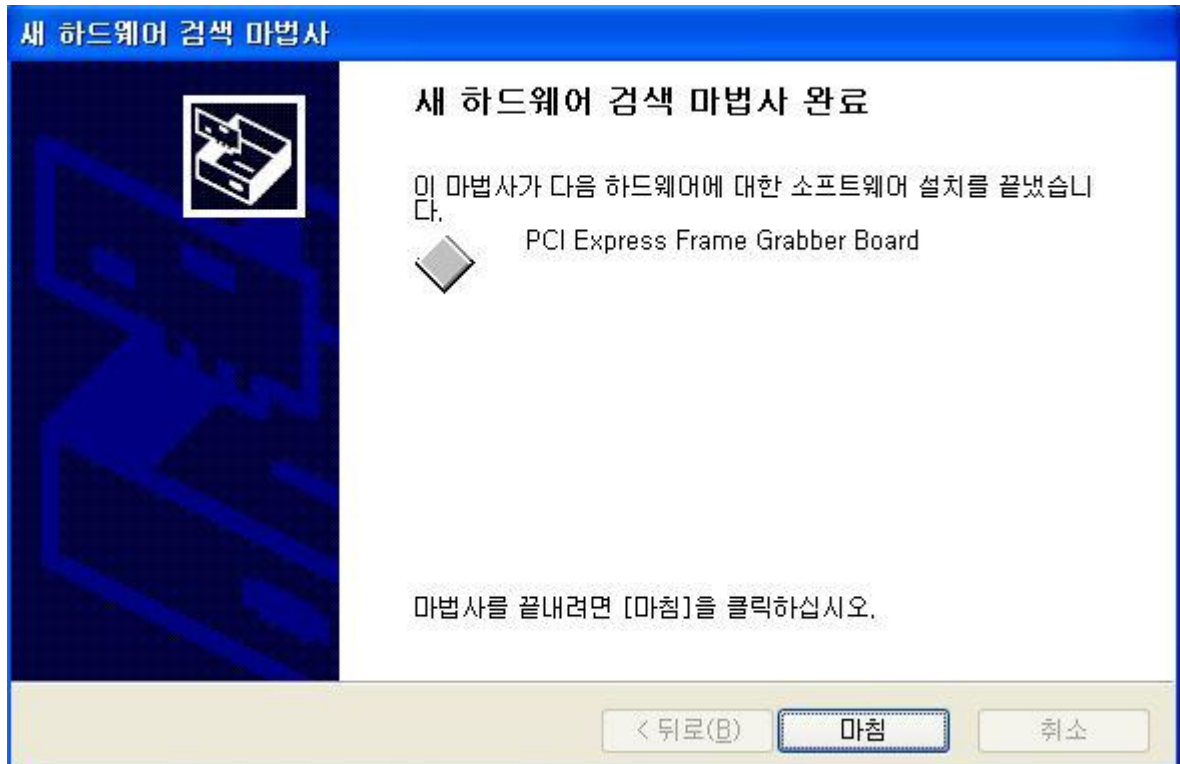 새 하드웨어 검색 마법사
새 하드웨어 검색 마법사 완료
이 마법사가 다음 하드웨어에 대한 소프트웨어 설치를 끝냈습니
다.
PCI Express Frame Grabber Board
마법사를 끝내려면 [마침]을 클릭하십시오.
< 뒤로(B) 마침 취소